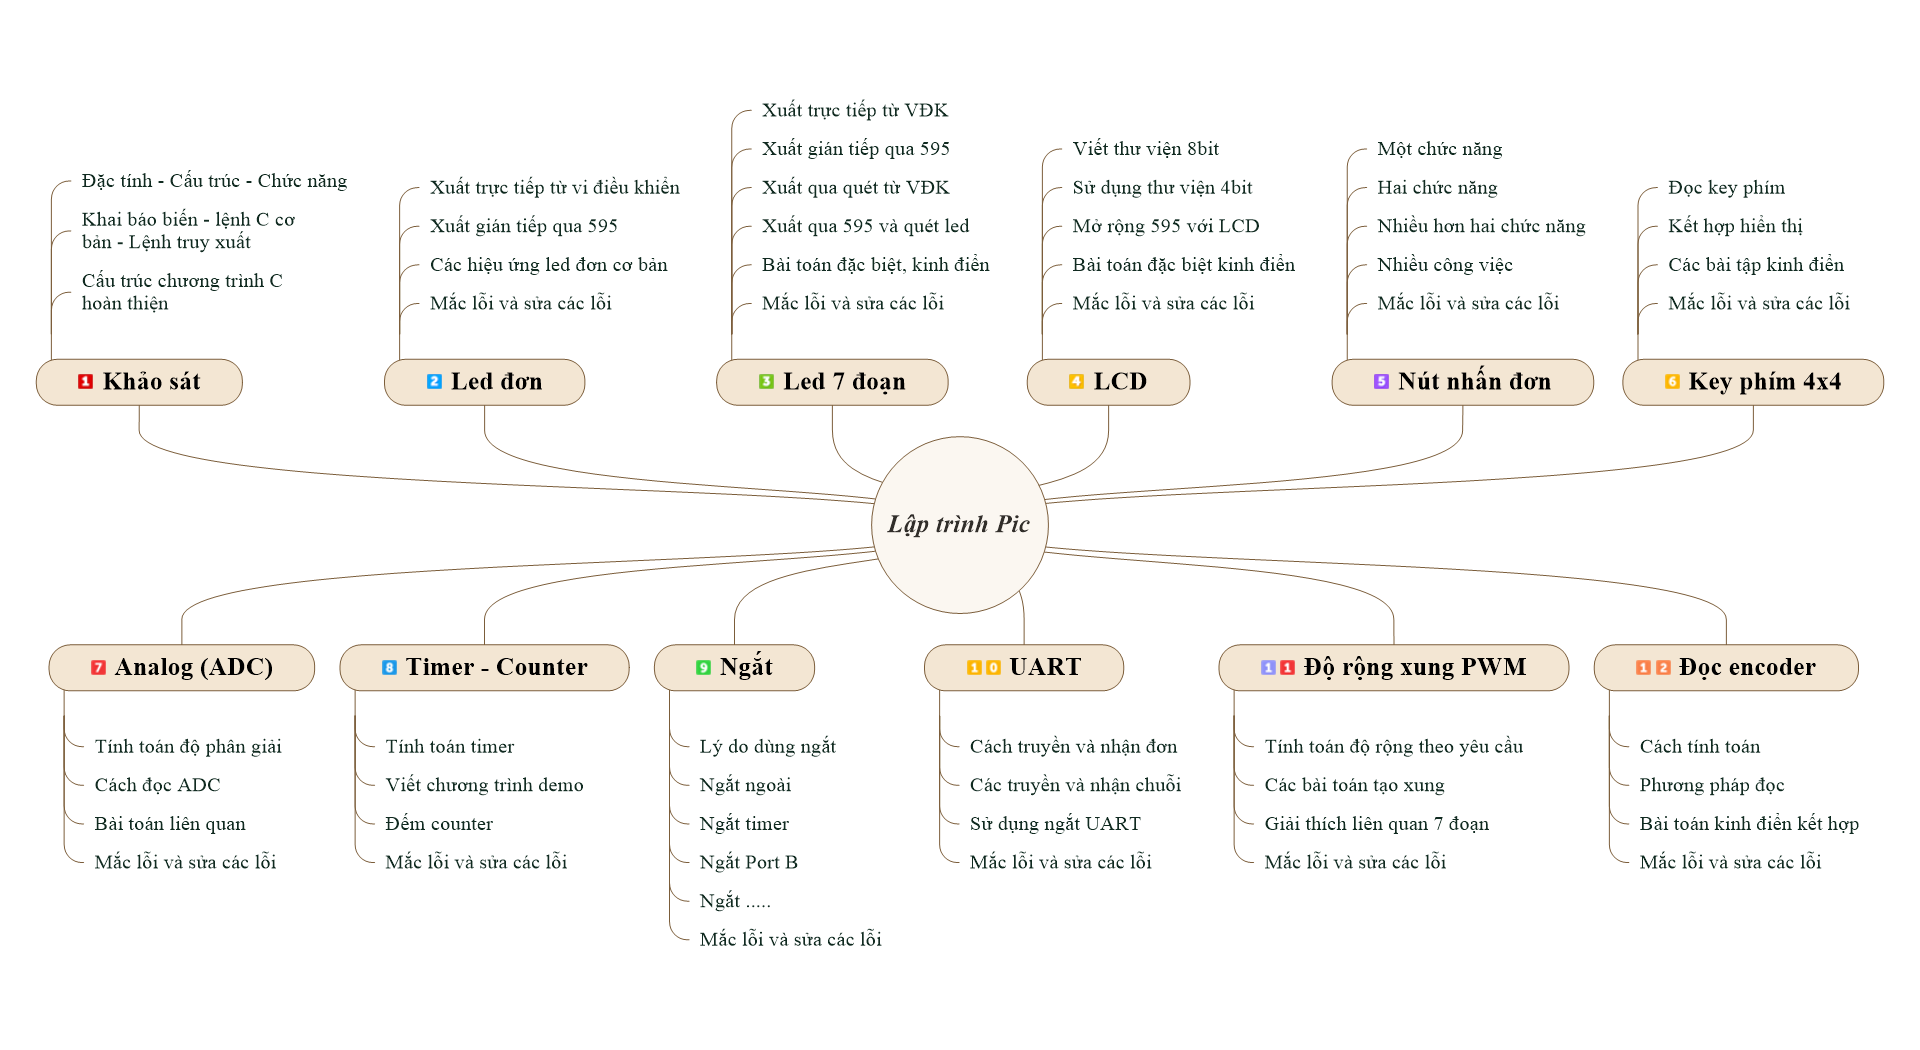 Đặc tính - Cấu trúc - Chức năng
Khai báo biến - lệnh C cơ
bản - Lệnh truy xuất
Cấu trúc chương trình C
hoàn thiện
1 Khảo sát
Xuất trực tiếp từ vi điều khiển
Xuất gián tiếp qua 595
Các hiệu ứng led đơn cơ bản
Mắc lỗi và sửa các lỗi
2 Led đơn
Xuất trực tiếp từ VĐK
Xuất gián tiếp qua 595
Xuất qua quét từ VĐK
Xuất qua 595 và quét led
Bài toán đặc biệt, kinh điển
Mắc lỗi và sửa các lỗi
3 Led 7 đoạn
Viết thư viện 8bit
Sử dụng thư viện 4bit
Mở rộng 595 với LCD
Bài toán đặc biệt kinh điển
Mắc lỗi và sửa các lỗi
4 LCD
Một chức năng
Hai chức năng
Nhiều hơn hai chức năng
Nhiều công việc
Mắc lỗi và sửa các lỗi
5 Nút nhấn đơn
Đọc key phím
Kết hợp hiển thị
Các bài tập kinh điển
Mắc lỗi và sửa các lỗi
6 Key phím 4x4
Lập trình Pic
7 Analog (ADC)
Tính toán độ phân giải
Cách đọc ADC
Bài toán liên quan
Mắc lỗi và sửa các lỗi
8 Timer - Counter
Tính toán timer
Viết chương trình demo
Đếm counter
Mắc lỗi và sửa các lỗi
9 Ngắt
Lý do dùng ngắt
Ngắt ngoài
Ngắt timer
Ngắt Port B
Ngắt .....
Mắc lỗi và sửa các lỗi
10 UART
Cách truyền và nhận đơn
Các truyền và nhận chuỗi
Sử dụng ngắt UART
Mắc lỗi và sửa các lỗi
11 Độ rộng xung PWM
Tính toán độ rộng theo yêu cầu
Các bài toán tạo xung
Giải thích liên quan 7 đoạn
Mắc lỗi và sửa các lỗi
12 Đọc encoder
Cách tính toán
Phương pháp đọc
Bài toán kinh điển kết hợp
Mắc lỗi và sửa các lỗi